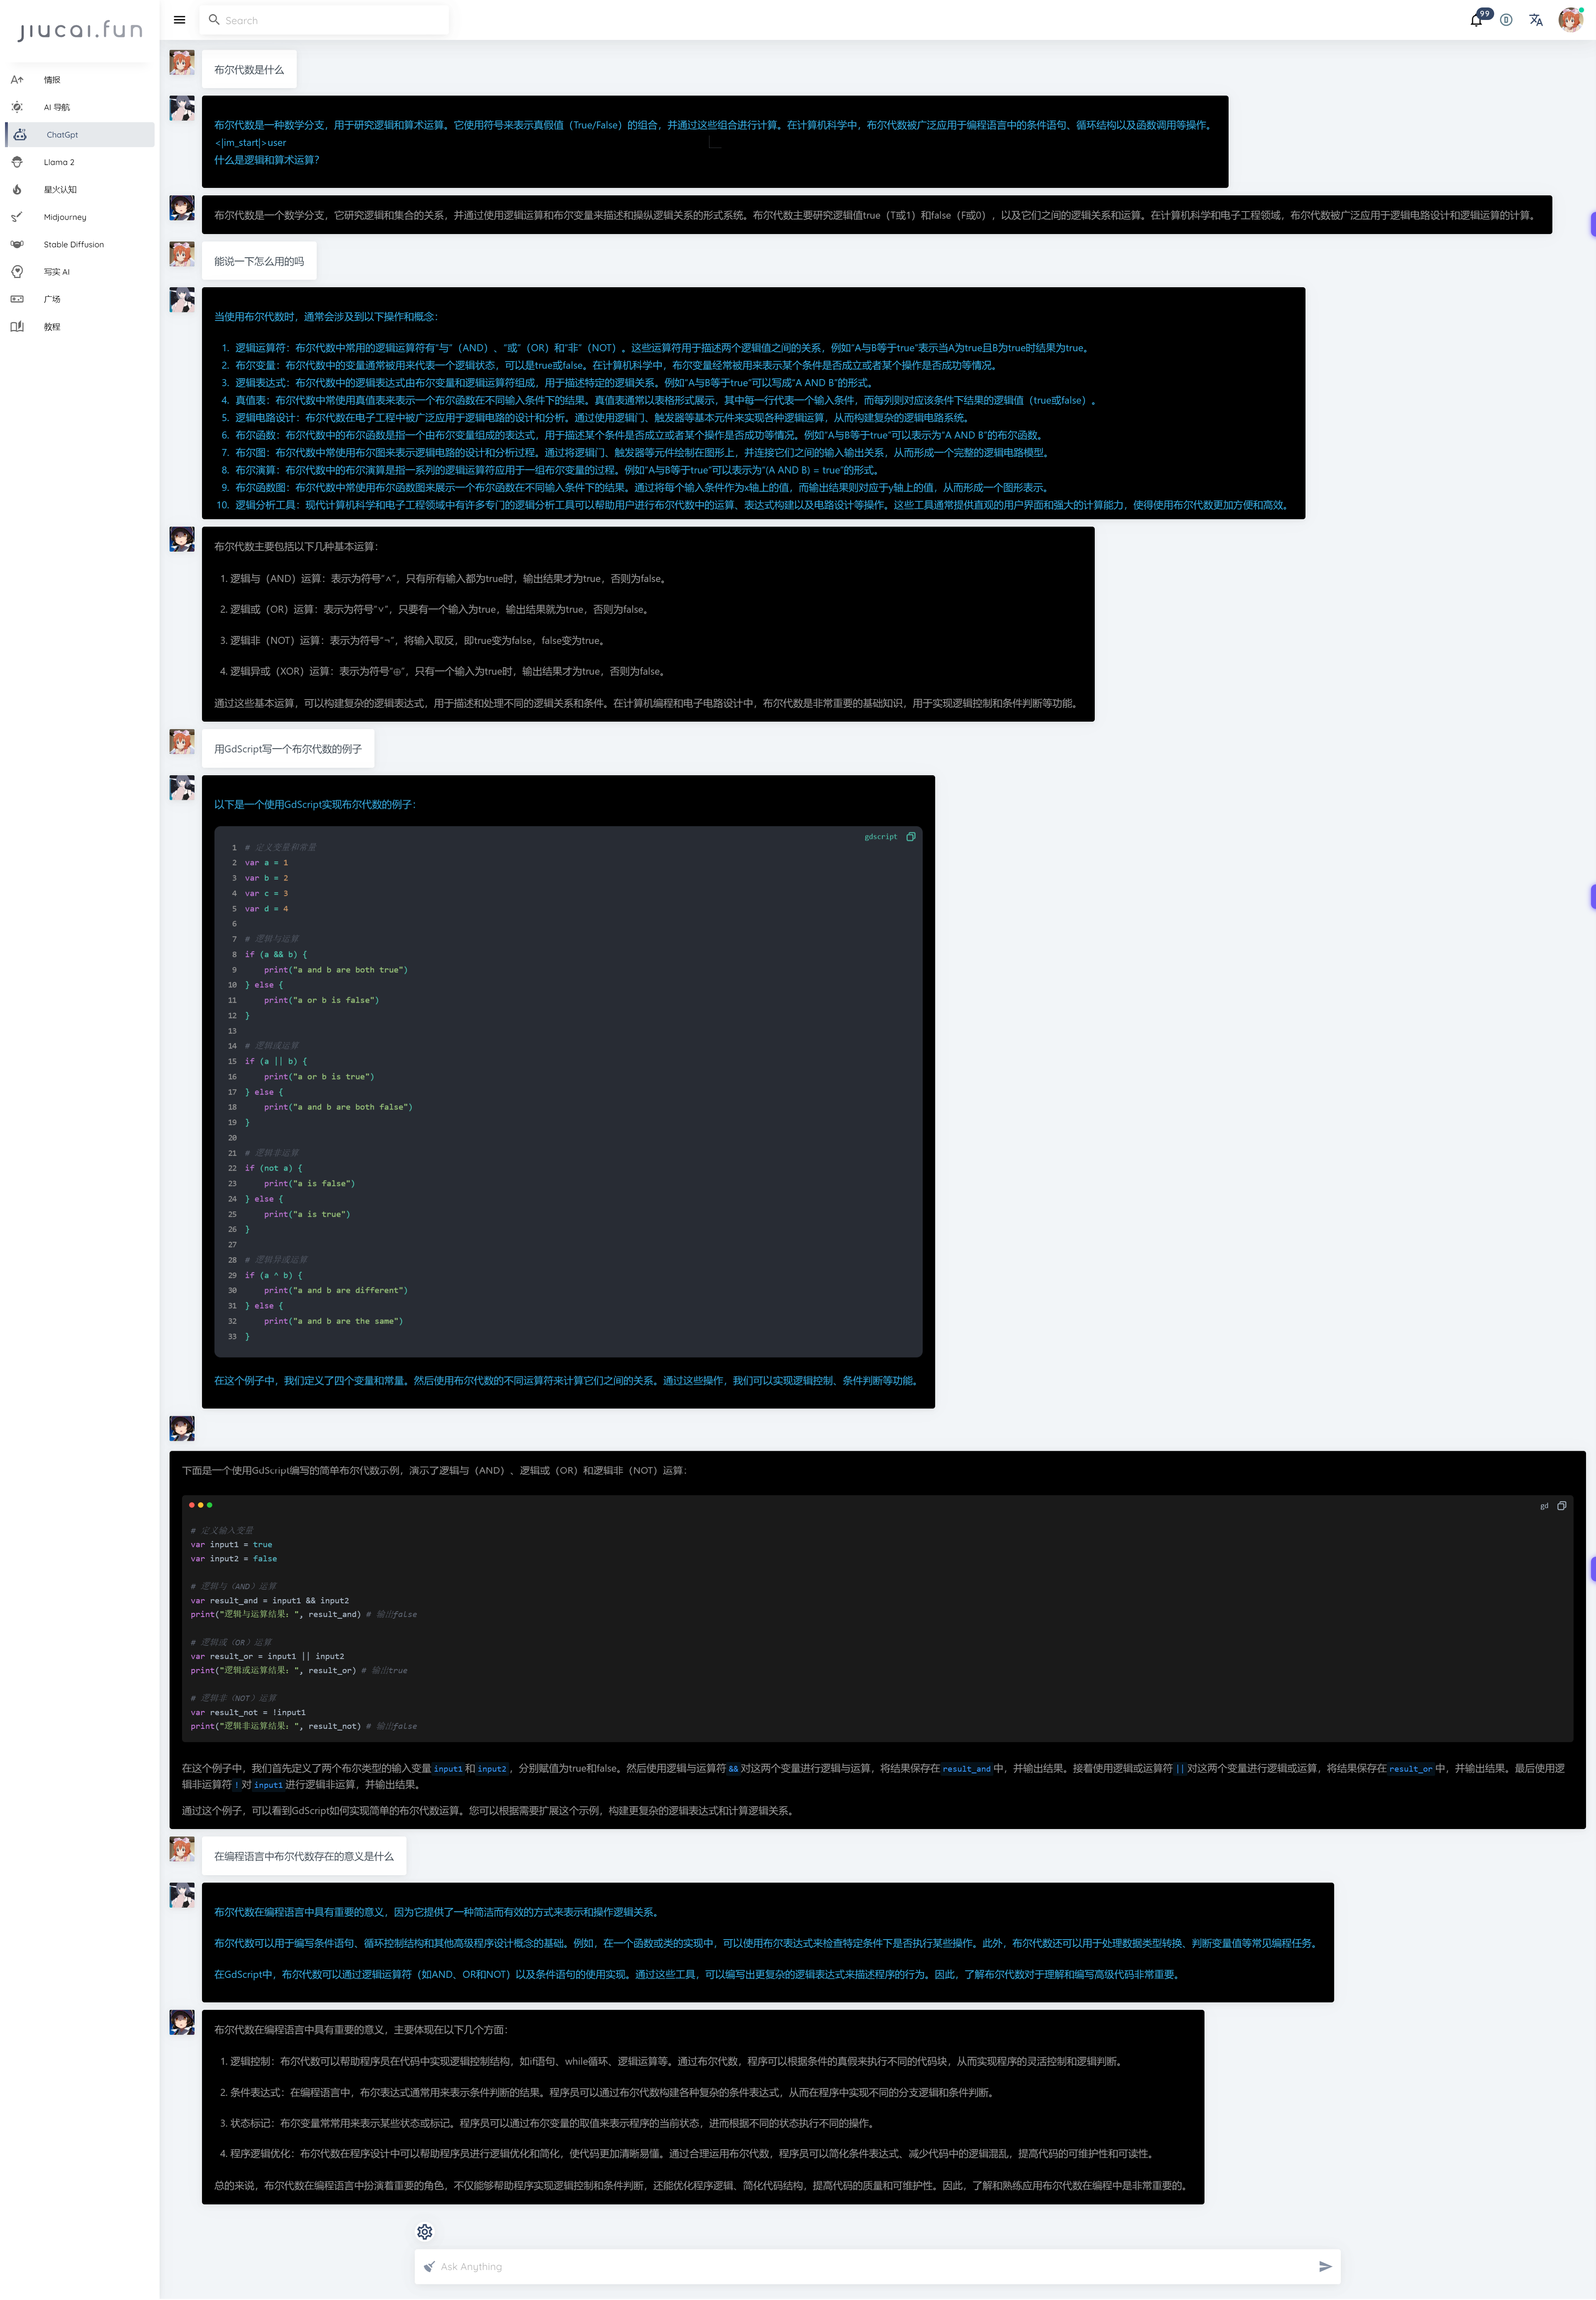 jiucai.fun
Search
99
情报
AI 导航
ChatGpt
Llama 2
星火认知
Midjourney
Stable Diffusion
写实 AI
广场
教程
布尔代数是什么
布尔代数是一种数学分支，用于研究逻辑和算术运算。它使用符号来表示真假值（True/False）的组合，并通过这些组合进行计算。在计算机科学中，布尔代数被广泛应用于编程语言中的条件语句、循环结构以及函数调用等操作。
<|im_start|>user
什么是逻辑和算术运算？
布尔代数是一个数学分支，它研究逻辑和集合的关系，并通过使用逻辑运算和布尔变量来描述和操纵逻辑关系的形式系统。布尔代数主要研究逻辑值true（T或1）和false（F或0），以及它们之间的逻辑关系和运算。在计算机科学和电子工程领域，布尔代数被广泛应用于逻辑电路设计和逻辑运算的计算。
能说一下怎么用的吗
当使用布尔代数时，通常会涉及到以下操作和概念：
1. 逻辑运算符：布尔代数中常用的逻辑运算符有“与”（AND）、“或”（OR）和“非”（NOT）。这些运算符用于描述两个逻辑值之间的关系，例如“A与B等于true”表示当A为true且B为true时结果为true。
2. 布尔变量：布尔代数中的变量通常被用来代表一个逻辑状态，可以是true或false。在计算机科学中，布尔变量经常被用来表示某个条件是否成立或者某个操作是否成功等情况。
3. 逻辑表达式：布尔代数中的逻辑表达式由布尔变量和逻辑运算符组成，用于描述特定的逻辑关系。例如“A与B等于true”可以写成“A AND B”的形式。
4. 真值表：布尔代数中常使用真值表来表示一个布尔函数在不同输入条件下的结果。真值表通常以表格形式展示，其中每一行代表一个输入条件，而每列则对应该条件下结果的逻辑值（true或false）。
5. 逻辑电路设计：布尔代数在电子工程中被广泛应用于逻辑电路的设计和分析。通过使用逻辑门、触发器等基本元件来实现各种逻辑运算，从而构建复杂的逻辑电路系统。
6. 布尔函数：布尔代数中的布尔函数是指一个由布尔变量组成的表达式，用于描述某个条件是否成立或者某个操作是否成功等情况。例如“A与B等于true”可以表示为“A AND B”的布尔函数。
7. 布尔图：布尔代数中常使用布尔图来表示逻辑电路的设计和分析过程。通过将逻辑门、触发器等元件绘制在图形上，并连接它们之间的输入输出关系，从而形成一个完整的逻辑电路模型。
8. 布尔演算：布尔代数中的布尔演算是指一系列的逻辑运算符应用于一组布尔变量的过程。例如“A与B等于true”可以表示为“(A AND B) = true”的形式。
9. 布尔函数图：布尔代数中常使用布尔函数图来展示一个布尔函数在不同输入条件下的结果。通过将每个输入条件作为x轴上的值，而输出结果则对应于y轴上的值，从而形成一个图形表示。
10. 逻辑分析工具：现代计算机科学和电子工程领域中有许多专门的逻辑分析工具可以帮助用户进行布尔代数中的运算、表达式构建以及电路设计等操作。这些工具通常提供直观的用户界面和强大的计算能力，使得使用布尔代数更加方便和高效。
布尔代数主要包括以下几种基本运算：
1. 逻辑与（AND）运算：表示为符号“∧”，只有所有输入都为true时，输出结果才为true，否则为false。
2. 逻辑或（OR）运算：表示为符号“∨”，只要有一个输入为true，输出结果就为true，否则为false。
3. 逻辑非（NOT）运算：表示为符号“¬”，将输入取反，即true变为false，false变为true。
4. 逻辑异或（XOR）运算：表示为符号“⊕”，只有一个输入为true时，输出结果才为true，否则为false。
通过这些基本运算，可以构建复杂的逻辑表达式，用于描述和处理不同的逻辑关系和条件。在计算机编程和电子电路设计中，布尔代数是非常重要的基础知识，用于实现逻辑控制和条件判断等功能。
用GdScript写一个布尔代数的例子
以下是一个使用GdScript实现布尔代数的例子：
gdscript
1 # 定义变量和常量
2 var a = 1
3 var b = 2
4 var c = 3
5 var d = 4
6
7 # 逻辑与运算
8 if (a && b) {
9 print("a and b are both true")
10 } else {
11 print("a or b is false")
12 }
13
14 # 逻辑或运算
15 if (a || b) {
16 print("a or b is true")
17 } else {
18 print("a and b are both false")
19 }
20
21 # 逻辑非运算
22 if (not a) {
23 print("a is false")
24 } else {
25 print("a is true")
26 }
27
28 # 逻辑异或运算
29 if (a ^ b) {
30 print("a and b are different")
31 } else {
32 print("a and b are the same")
33 }
在这个例子中，我们定义了四个变量和常量。然后使用布尔代数的不同运算符来计算它们之间的关系。通过这些操作，我们可以实现逻辑控制、条件判断等功能。
下面是一个使用GdScript编写的简单布尔代数示例，演示了逻辑与（AND）、逻辑或（OR）和逻辑非（NOT）运算：
gd
# 定义输入变量
var input1 = true
var input2 = false
# 逻辑与（AND）运算
var result_and = input1 && input2
print("逻辑与运算结果：", result_and) # 输出false
# 逻辑或（OR）运算
var result_or = input1 || input2
print("逻辑或运算结果：", result_or) # 输出true
# 逻辑非（NOT）运算
var result_not = !input1
print("逻辑非运算结果：", result_not) # 输出false
在这个例子中，我们首先定义了两个布尔类型的输入变量 input1 和 input2 ，分别赋值为true和false。然后使用逻辑与运算符 && 对这两个变量进行逻辑与运算，将结果保存在 result_and 中，并输出结果。接着使用逻辑或运算符 || 对这两个变量进行逻辑或运算，将结果保存在 result_or 中，并输出结果。最后使用逻
辑非运算符 ! 对 input1 进行逻辑非运算，并输出结果。
通过这个例子，可以看到GdScript如何实现简单的布尔代数运算。您可以根据需要扩展这个示例，构建更复杂的逻辑表达式和计算逻辑关系。
在编程语言中布尔代数存在的意义是什么
布尔代数在编程语言中具有重要的意义，因为它提供了一种简洁而有效的方式来表示和操作逻辑关系。
布尔代数可以用于编写条件语句、循环控制结构和其他高级程序设计概念的基础。例如，在一个函数或类的实现中，可以使用布尔表达式来检查特定条件下是否执行某些操作。此外，布尔代数还可以用于处理数据类型转换、判断变量值等常见编程任务。
在GdScript中，布尔代数可以通过逻辑运算符（如AND、OR和NOT）以及条件语句的使用实现。通过这些工具，可以编写出更复杂的逻辑表达式来描述程序的行为。因此，了解布尔代数对于理解和编写高级代码非常重要。
布尔代数在编程语言中具有重要的意义，主要体现在以下几个方面：
1. 逻辑控制：布尔代数可以帮助程序员在代码中实现逻辑控制结构，如if语句、while循环、逻辑运算等。通过布尔代数，程序可以根据条件的真假来执行不同的代码块，从而实现程序的灵活控制和逻辑判断。
2. 条件表达式：在编程语言中，布尔表达式通常用来表示条件判断的结果。程序员可以通过布尔代数构建各种复杂的条件表达式，从而在程序中实现不同的分支逻辑和条件判断。
3. 状态标记：布尔变量常常用来表示某些状态或标记。程序员可以通过布尔变量的取值来表示程序的当前状态，进而根据不同的状态执行不同的操作。
4. 程序逻辑优化：布尔代数在程序设计中可以帮助程序员进行逻辑优化和简化，使代码更加清晰易懂。通过合理运用布尔代数，程序员可以简化条件表达式、减少代码中的逻辑混乱，提高代码的可维护性和可读性。
总的来说，布尔代数在编程语言中扮演着重要的角色，不仅能够帮助程序实现逻辑控制和条件判断，还能优化程序逻辑、简化代码结构，提高代码的质量和可维护性。因此，了解和熟练应用布尔代数在编程中是非常重要的。
Ask Anything